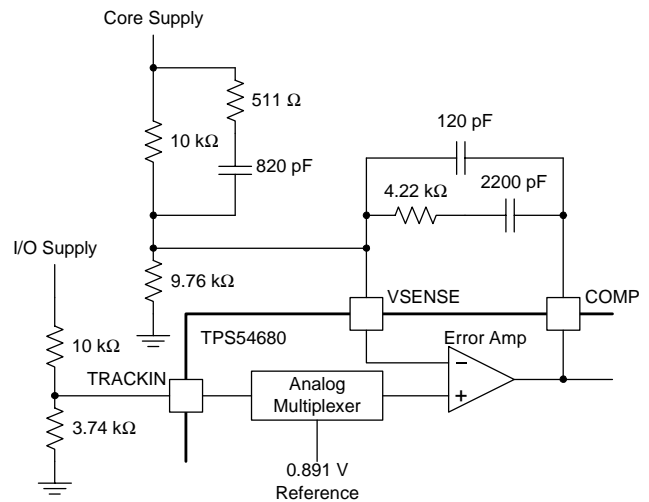 Core Supply
511 Ω
10 kΩ
820 pF
120 pF
4.22 kΩ
2200 pF
I/O Supply
9.76 kΩ
VSENSE
COMP
TPS54680
Error Amp
10 kΩ
TRACKIN
Analog
Multiplexer
−
+
3.74 kΩ
0.891 V
Reference